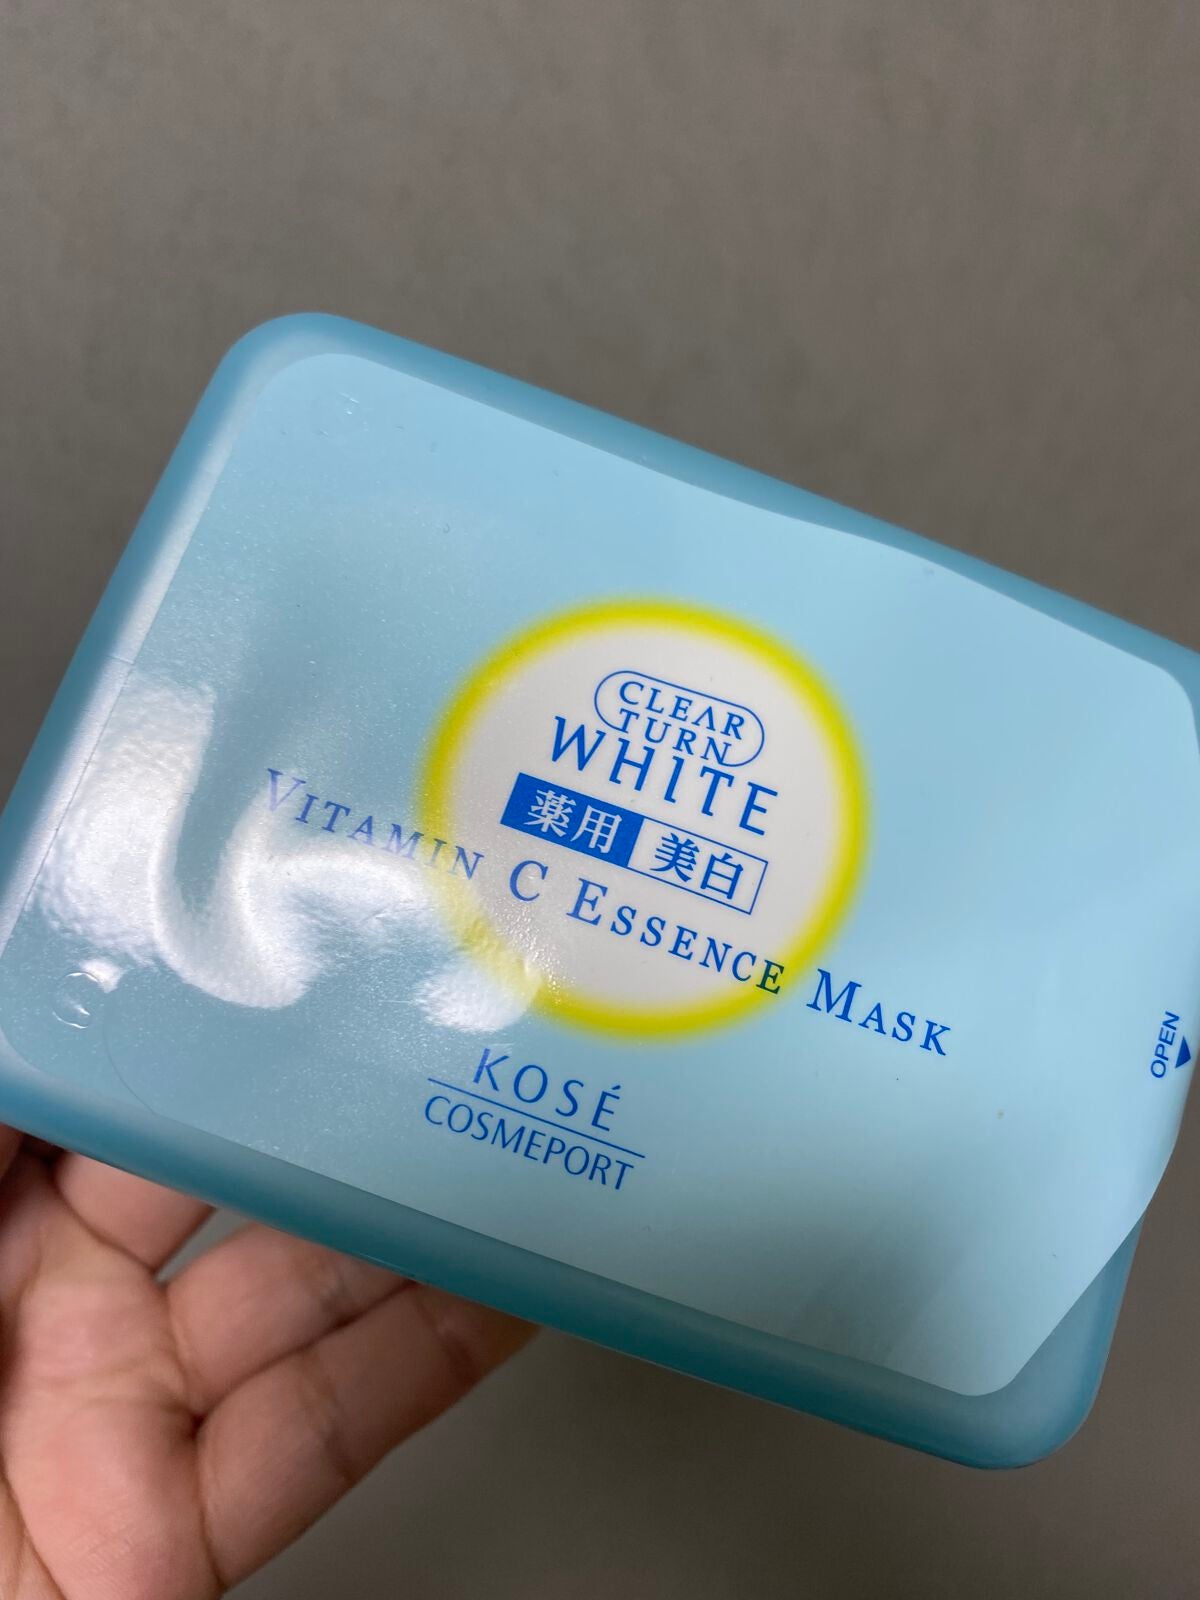 CLEAR
TURN
WHITE
薬用 美白
VITAMIN C ESSENCE MASK
KOSÉ
COSMEPORT
OPEN